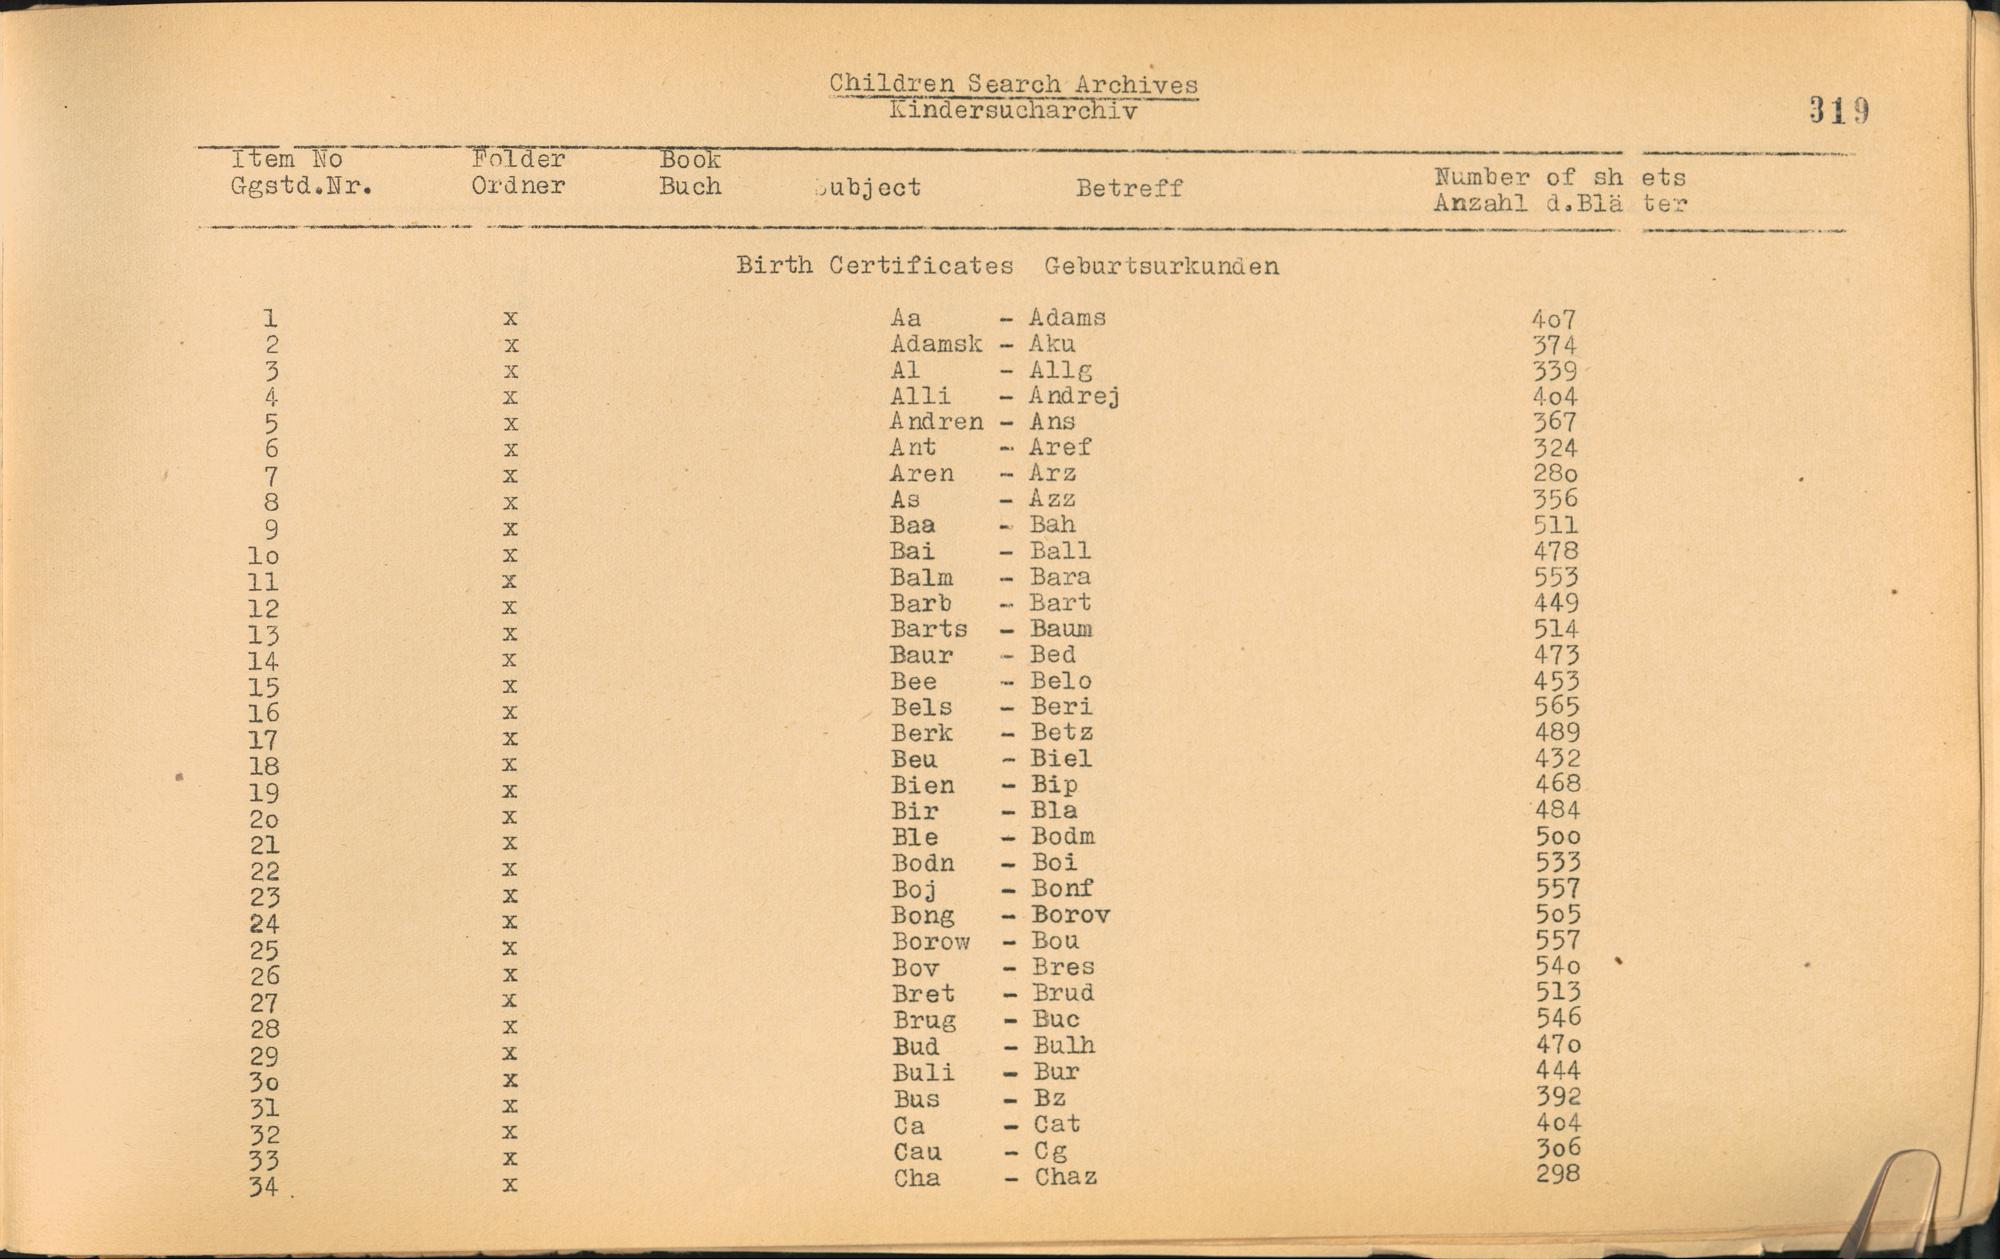 Children Search Archives
Kindersucharchiv
319
Item No Folder Book
Ggstd.Nr. Ordner Buch ubject Betreff Number of sh ets
Anzahl d.Blä ter
Birth Certificates Geburtsurkunden
1 x Aa - Adams 4o7
2 x Adamsk - Aku 374
3 x Al - Allg 339
4 x Alli - Andrej 4o4
5 x Andren - Ans 367
6 x Ant - Aref 324
7 x Aren - Arz 28o
8 x As - Azz 356
9 x Baa - Bah 511
1o x Bai - Ball 478
11 x Balm - Bara 553
12 x Barb - Bart 449
13 x Barts - Baum 514
14 x Baur - Bed 473
15 x Bee - Belo 453
16 x Bels - Beri 565
17 x Berk - Betz 489
18 x Beu - Biel 432
19 x Bien - Bip 468
2o x Bir - Bla 484
21 x Ble - Bodm 5oo
22 x Bodn - Boi 533
23 x Boj - Bonf 557
24 x Bong - Borov 5o5
25 x Borow - Bou 557
26 x Bov - Bres 54o
27 x Bret - Brud 513
28 x Brug - Buc 546
29 x Bud - Bulh 47o
3o x Buli - Bur 444
31 x Bus - Bz 392
32 x Ca - Cat 4o4
33 x Cau - Cg 3o6
34 x Cha - Chaz 298